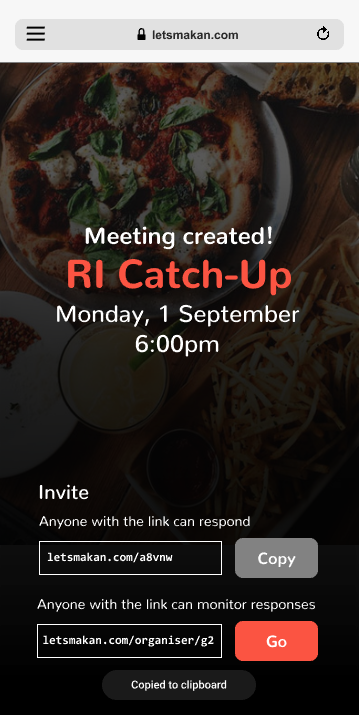 letsmakan.com
Meeting created!
RI Catch-Up
Monday, 1 September
6:00pm
Invite
Anyone with the link can respond
letsmakan.com/a8vnw
Copy
Anyone with the link can monitor responses
letsmakan.com/organiser/g2
Go
Copied to clipboard